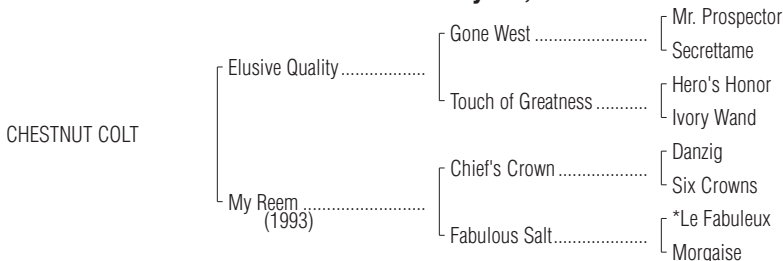 Mr. Prospector
Gone West ....................
Secrettame
Elusive Quality.................
Hero's Honor
Touch of Greatness ...........
Ivory Wand
CHESTNUT COLT
Danzig
Chief's Crown ..................
Six Crowns
My Reem .........................
(1993)
*Le Fabuleux
Fabulous Salt...................
Morgaise